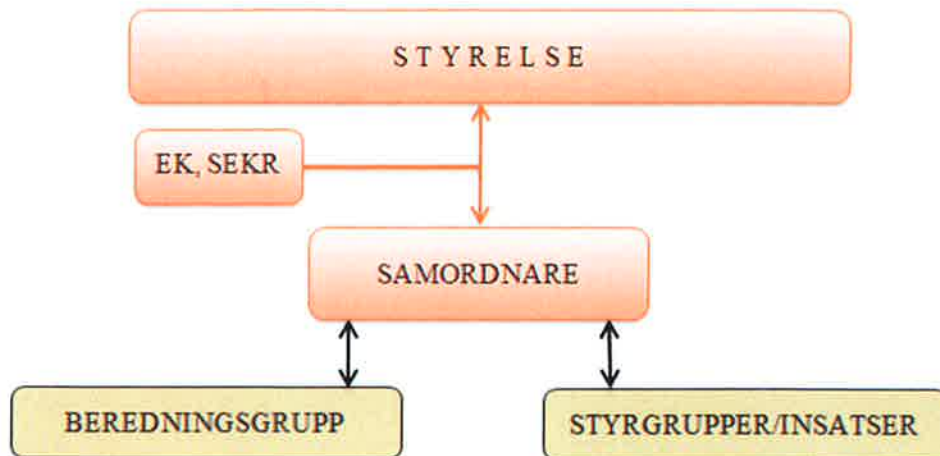 STYRELSE
EK, SEKR
SAMORDNARE
BEREDNINGSGRUPP
STYRGRUPPER/INSATSER